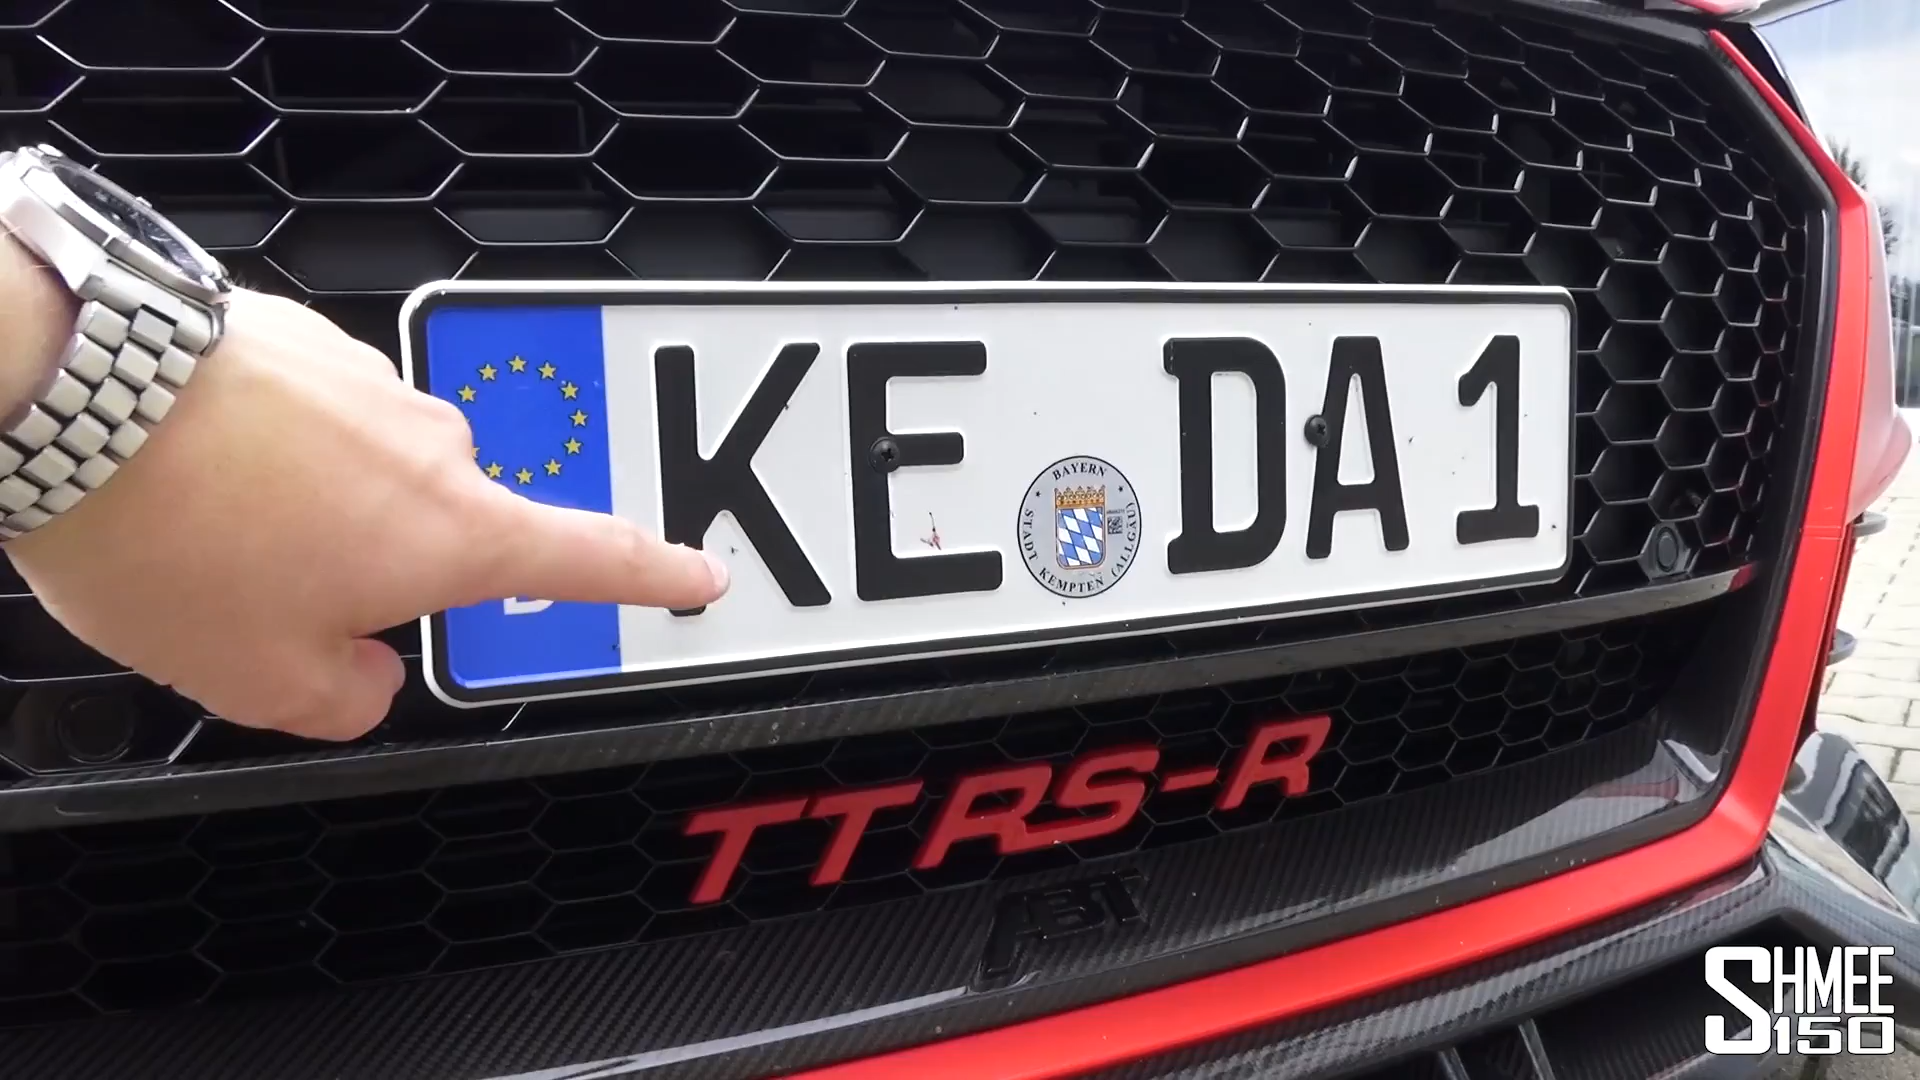 KE DA 1
D
BAYERN
STADT KEMPTEN (ALLGÄU)
TTRS-R
ABT
SHMEE
150